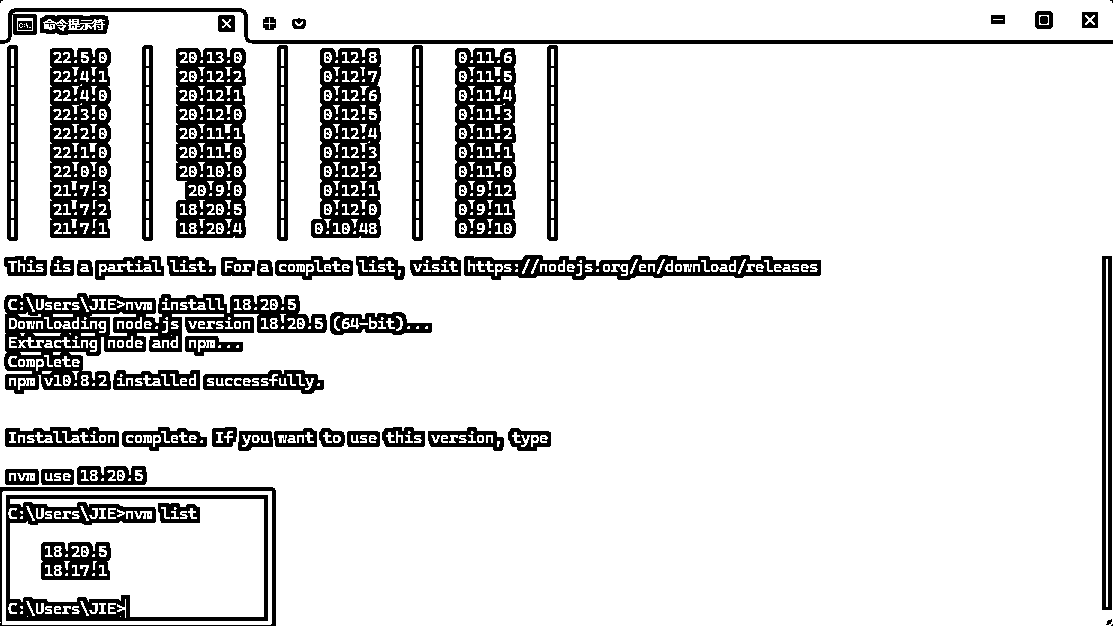 命令提示符
| 22.5.0 | 20.13.0 | 0.12.8 | 0.11.6 |
| 22.4.1 | 20.12.2 | 0.12.7 | 0.11.5 |
| 22.4.0 | 20.12.1 | 0.12.6 | 0.11.4 |
| 22.3.0 | 20.12.0 | 0.12.5 | 0.11.3 |
| 22.2.0 | 20.11.1 | 0.12.4 | 0.11.2 |
| 22.1.0 | 20.11.0 | 0.12.3 | 0.11.1 |
| 22.0.0 | 20.10.0 | 0.12.2 | 0.11.0 |
| 21.7.3 | 20.9.0 | 0.12.1 | 0.9.12 |
| 21.7.2 | 18.20.5 | 0.12.0 | 0.9.11 |
| 21.7.1 | 18.20.4 | 0.10.48 | 0.9.10 |
This is a partial list. For a complete list, visit https://nodejs.org/en/download/releases
C:\Users\JIE>nvm install 18.20.5
Downloading node.js version 18.20.5 (64-bit)...
Extracting node and npm...
Complete
npm v10.8.2 installed successfully.
Installation complete. If you want to use this version, type
nvm use 18.20.5
C:\Users\JIE>nvm list
18.20.5
18.17.1
C:\Users\JIE>